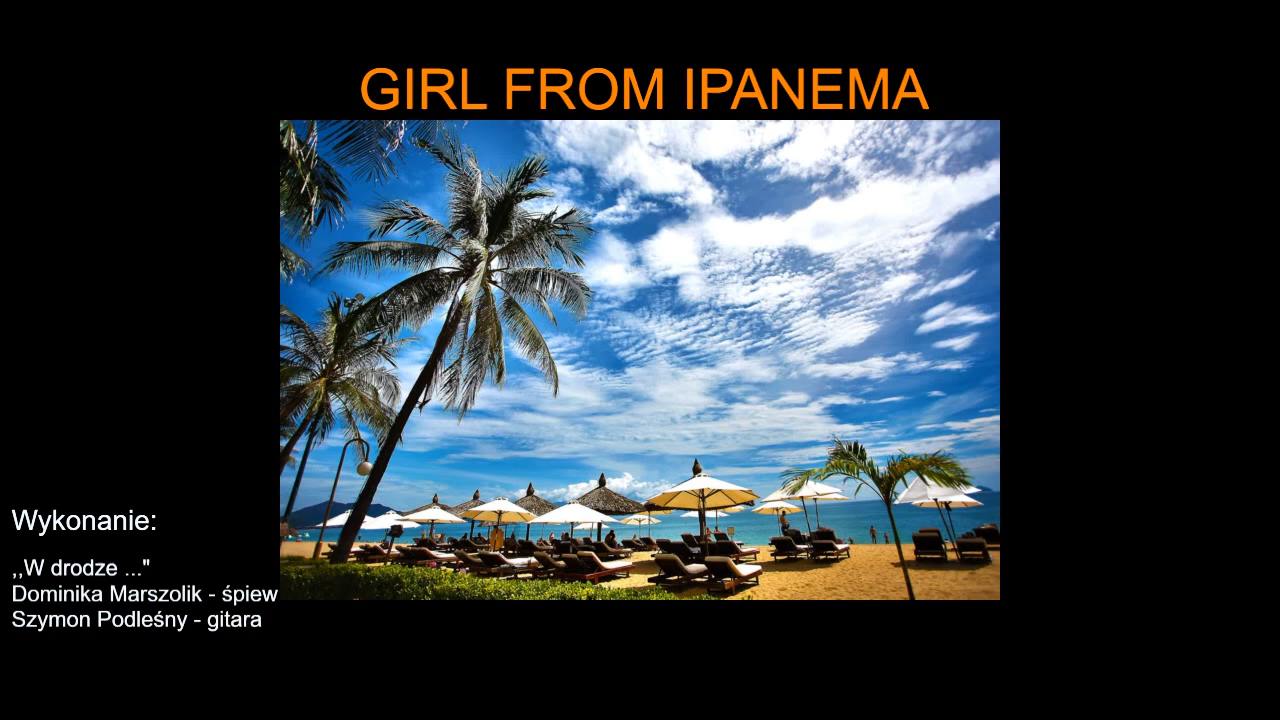 GIRL FROM IPANEMA
Wykonanie:
,,W drodze ..."
Dominika Marszolik - śpiew
Szymon Podleśny - gitara